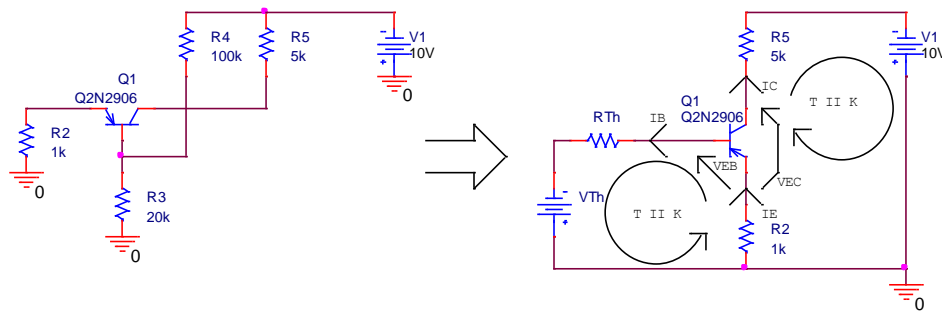 R4
100k
R5
5k
V1
10V
-
+
0
Q1
Q2N2906
R2
1k
0
R3
20k
0
R5
5k
V1
10V
-
+
IC
T II K
Q1
Q2N2906
RTh
IB
VEB
VEC
VTh
-
+
T II K
IE
R2
1k
0